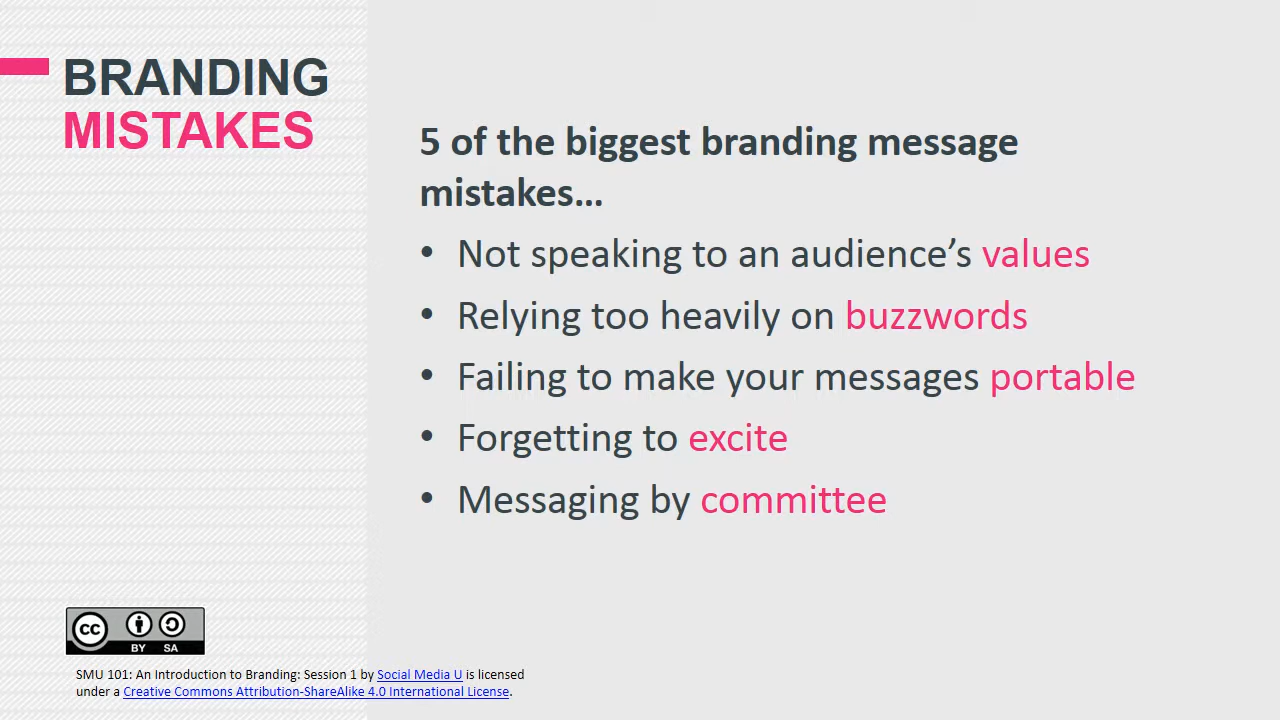 BRANDING
MISTAKES
5 of the biggest branding message
mistakes…
• Not speaking to an audience’s values
• Relying too heavily on buzzwords
• Failing to make your messages portable
• Forgetting to excite
• Messaging by committee
CC BY SA
SMU 101: An Introduction to Branding: Session 1 by Social Media U is licensed
under a Creative Commons Attribution-ShareAlike 4.0 International License.